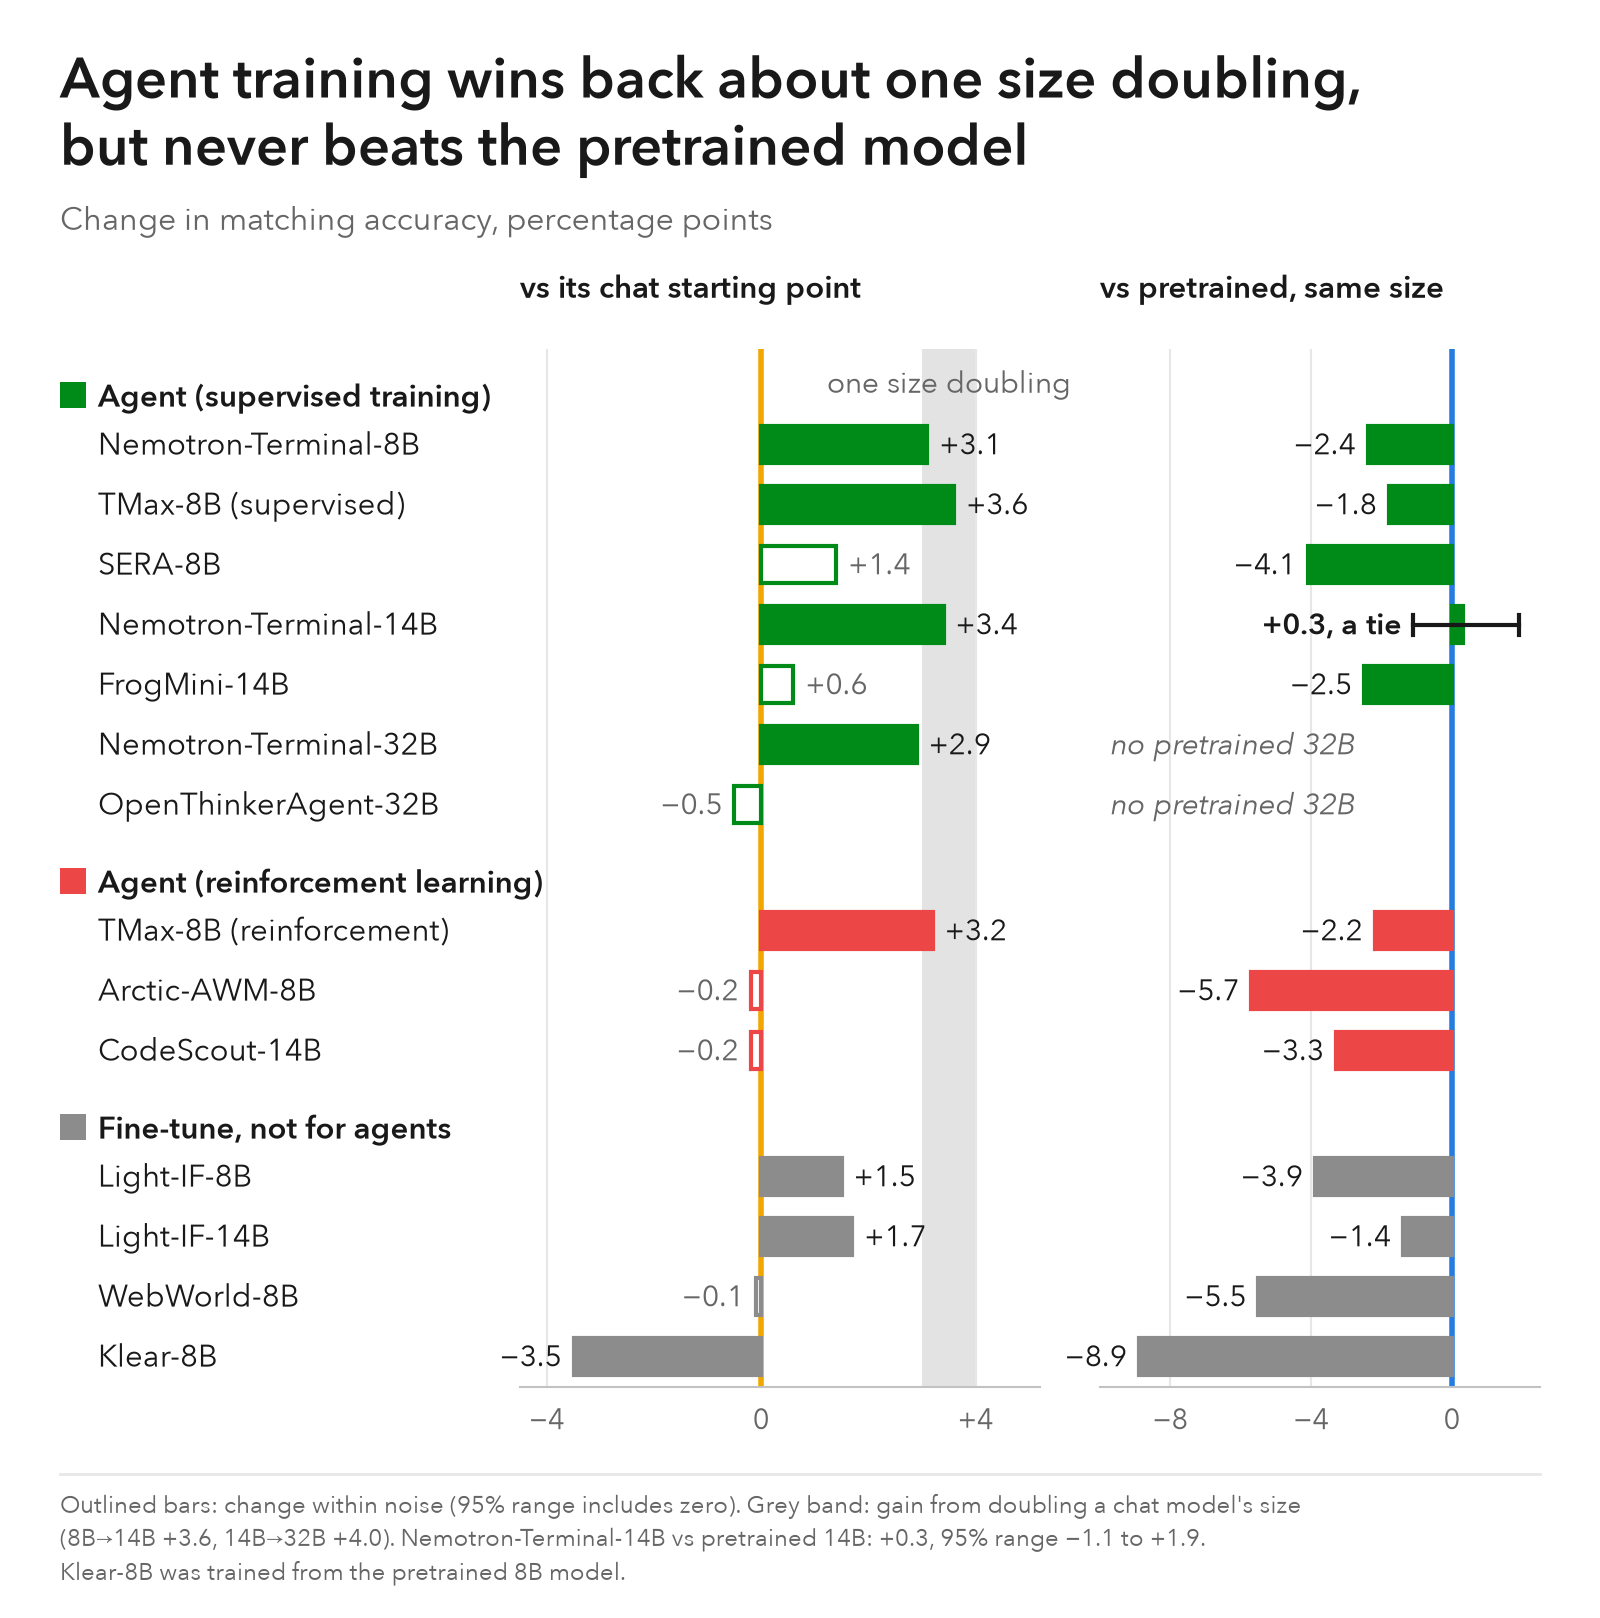 Agent training wins back about one size doubling,
but never beats the pretrained model
Change in matching accuracy, percentage points
vs its chat starting point
vs pretrained, same size
one size doubling
Agent (supervised training)
Nemotron-Terminal-8B +3.1 −2.4
TMax-8B (supervised) +3.6 −1.8
SERA-8B +1.4 −4.1
Nemotron-Terminal-14B +3.4 +0.3, a tie
FrogMini-14B +0.6 −2.5
Nemotron-Terminal-32B +2.9 no pretrained 32B
OpenThinkerAgent-32B −0.5 no pretrained 32B
Agent (reinforcement learning)
TMax-8B (reinforcement) +3.2 −2.2
Arctic-AWM-8B −0.2 −5.7
CodeScout-14B −0.2 −3.3
Fine-tune, not for agents
Light-IF-8B +1.5 −3.9
Light-IF-14B +1.7 −1.4
WebWorld-8B −0.1 −5.5
Klear-8B −3.5 −8.9
−4 0 +4 −8 −4 0
Outlined bars: change within noise (95% range includes zero). Grey band: gain from doubling a chat model's size
(8B→14B +3.6, 14B→32B +4.0). Nemotron-Terminal-14B vs pretrained 14B: +0.3, 95% range −1.1 to +1.9.
Klear-8B was trained from the pretrained 8B model.